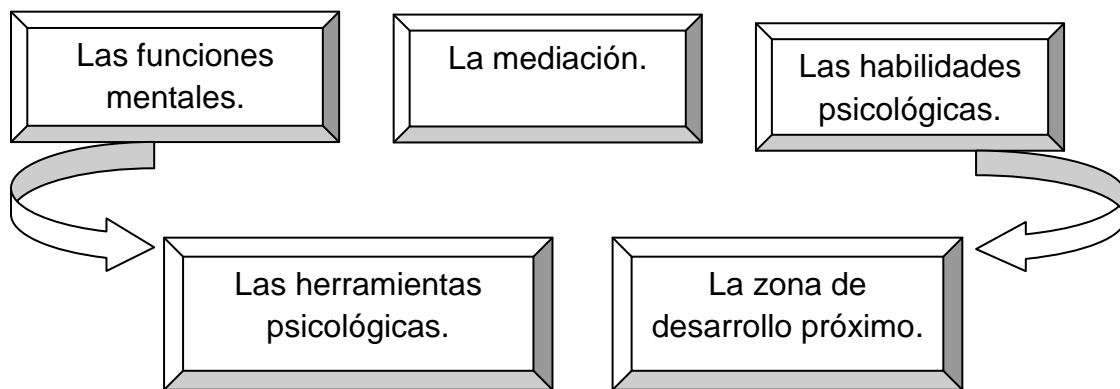 Las funciones
mentales.
La mediación.
Las habilidades
psicológicas.
Las herramientas
psicológicas.
La zona de
desarrollo próximo.